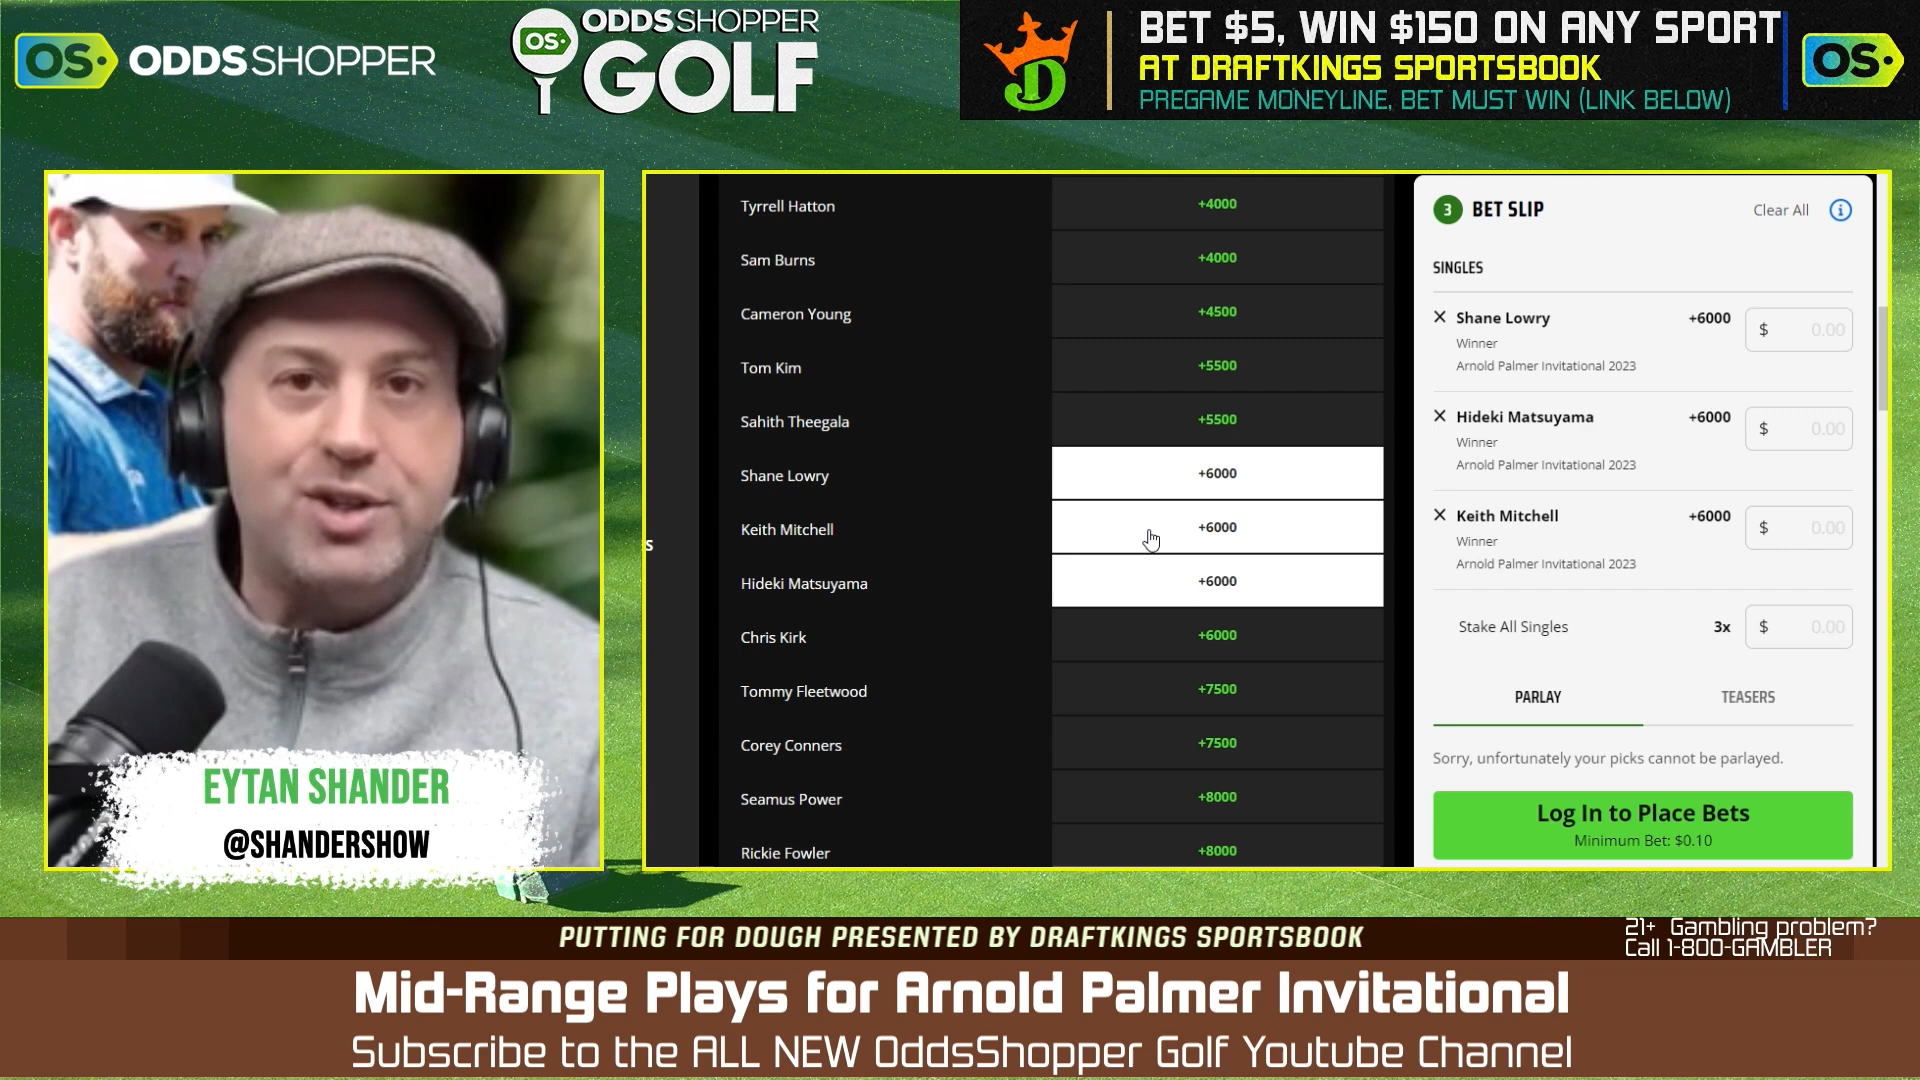 OS ODDSSHOPPER
OS ODDSSHOPPER
GOLF
BET $5, WIN $150 ON ANY SPORT
AT DRAFTKINGS SPORTSBOOK
PREGAME MONEYLINE, BET MUST WIN (LINK BELOW)
OS
Tyrrell Hatton +4000
Sam Burns +4000
Cameron Young +4500
Tom Kim +5500
Sahith Theegala +5500
Shane Lowry +6000
Keith Mitchell +6000
s
Hideki Matsuyama +6000
Chris Kirk +6000
Tommy Fleetwood +7500
Corey Conners +7500
Seamus Power +8000
Rickie Fowler +8000
3 BET SLIP Clear All i
SINGLES
Shane Lowry +6000 $ 0.00
Winner
Arnold Palmer Invitational 2023
Hideki Matsuyama +6000 $ 0.00
Winner
Arnold Palmer Invitational 2023
Keith Mitchell +6000 $ 0.00
Winner
Arnold Palmer Invitational 2023
Stake All Singles 3x $ 0.00
PARLAY TEASERS
Sorry, unfortunately your picks cannot be parlayed.
Log In to Place Bets
Minimum Bet: $0.10
EYTAN SHANDER
@SHANDERSHOW
PUTTING FOR DOUGH PRESENTED BY DRAFTKINGS SPORTSBOOK
21+ Gambling problem?
Call 1-800-GAMBLER
Mid-Range Plays for Arnold Palmer Invitational
Subscribe to the ALL NEW OddsShopper Golf Youtube Channel